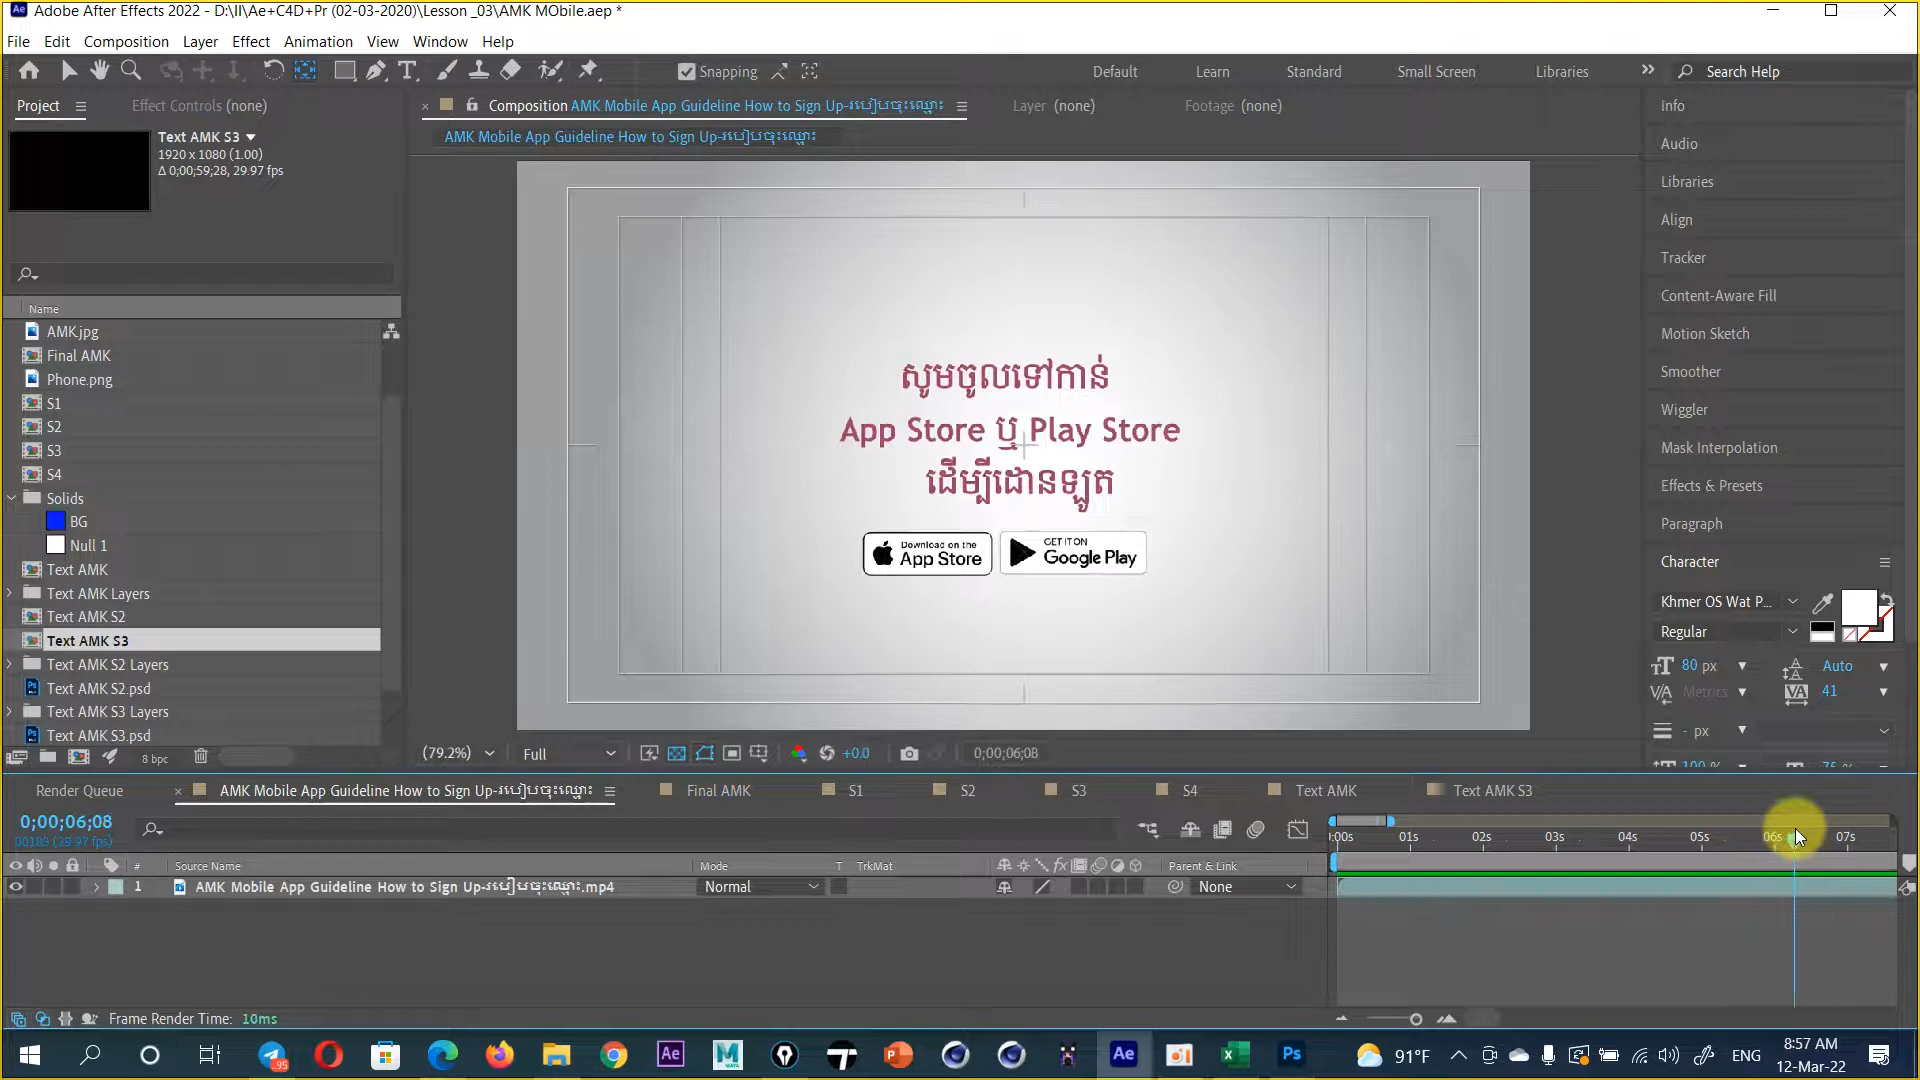 Adobe After Effects 2022 - D:\II\Ae+C4D+Pr (02-03-2020)\Lesson _03\AMK MObile.aep *
File Edit Composition Layer Effect Animation View Window Help
Snapping Default Learn Standard Small Screen Libraries Search Help
Project Effect Controls (none)
Composition AMK Mobile App Guideline How to Sign Up-របៀបចុះឈ្មោះ Layer (none) Footage (none)
AMK Mobile App Guideline How to Sign Up-របៀបចុះឈ្មោះ
Text AMK S3
1920 x 1080 (1.00)
Δ 0;00;59;28, 29.97 fps
Name
AMK.jpg
Final AMK
Phone.png
S1
S2
S3
S4
Solids
BG
Null 1
Text AMK
Text AMK Layers
Text AMK S2
Text AMK S3
Text AMK S2 Layers
Text AMK S2.psd
Text AMK S3 Layers
Text AMK S3.psd
8 bpc
សូមចូលទៅកាន់
App Store ឬ Play Store
ដើម្បីដោនឡូត
Download on the
App Store
GET IT ON
Google Play
(79.2%) Full +0.0 0;00;06;08
Info
Audio
Libraries
Align
Tracker
Content-Aware Fill
Motion Sketch
Smoother
Wiggler
Mask Interpolation
Effects & Presets
Paragraph
Character
Khmer OS Wat P...
Regular
80 px Auto
Metrics 41
- px
Render Queue AMK Mobile App Guideline How to Sign Up-របៀបចុះឈ្មោះ Final AMK S1 S2 S3 S4 Text AMK Text AMK S3
0;00;06;08
00183 (29.97 fps)
:00s 01s 02s 03s 04s 05s 06s 07s
# Source Name Mode T TrkMat fx Parent & Link
1 AMK Mobile App Guideline How to Sign Up-របៀបចុះឈ្មោះ.mp4 Normal None
Frame Render Time: 10ms
91°F ENG 8:57 AM
12-Mar-22